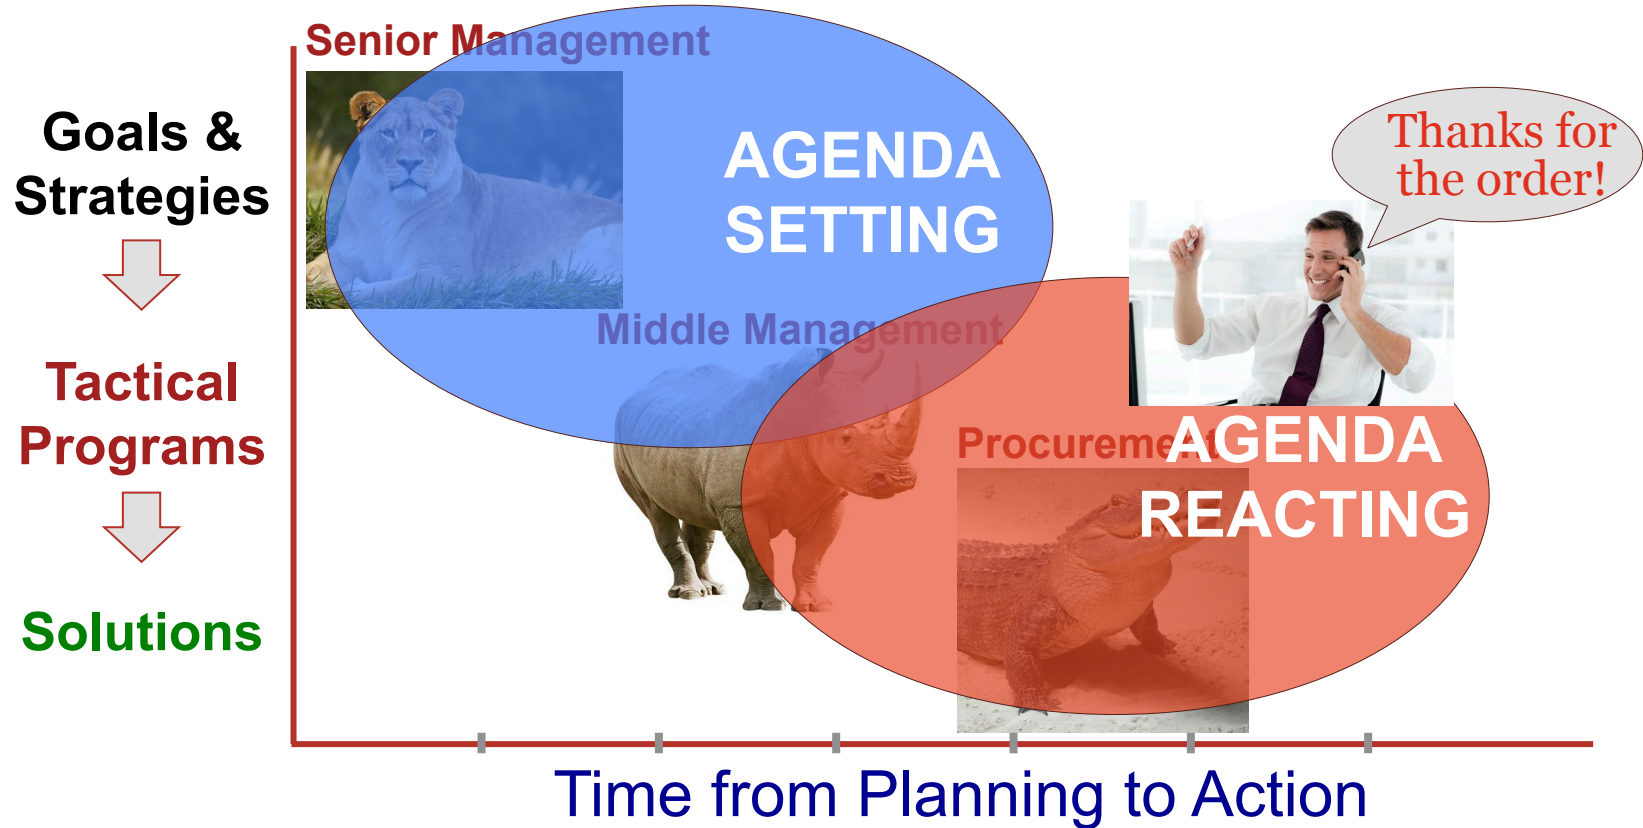 Senior Management
Goals &
Strategies
AGENDA
SETTING
Thanks for
the order!
Middle Management
Tactical
Programs
Procurement
AGENDA
REACTING
Solutions
Time from Planning to Action